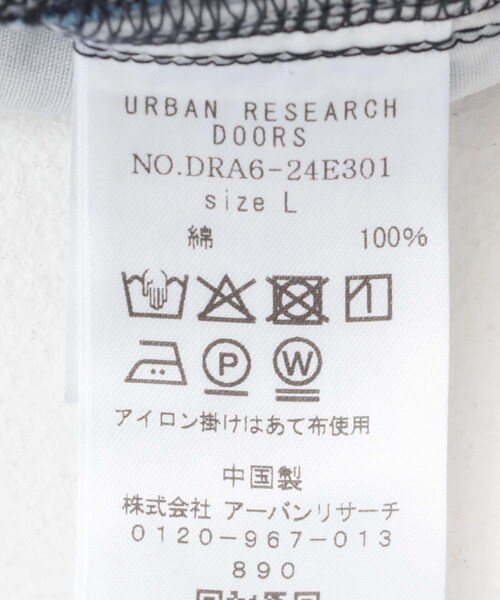 URBAN RESEARCH
DOORS
NO.DRA6-24E301
size L
綿 100%
P W
アイロン掛けはあて布使用
中国製
株式会社 アーバンリサーチ
0120-967-013
890